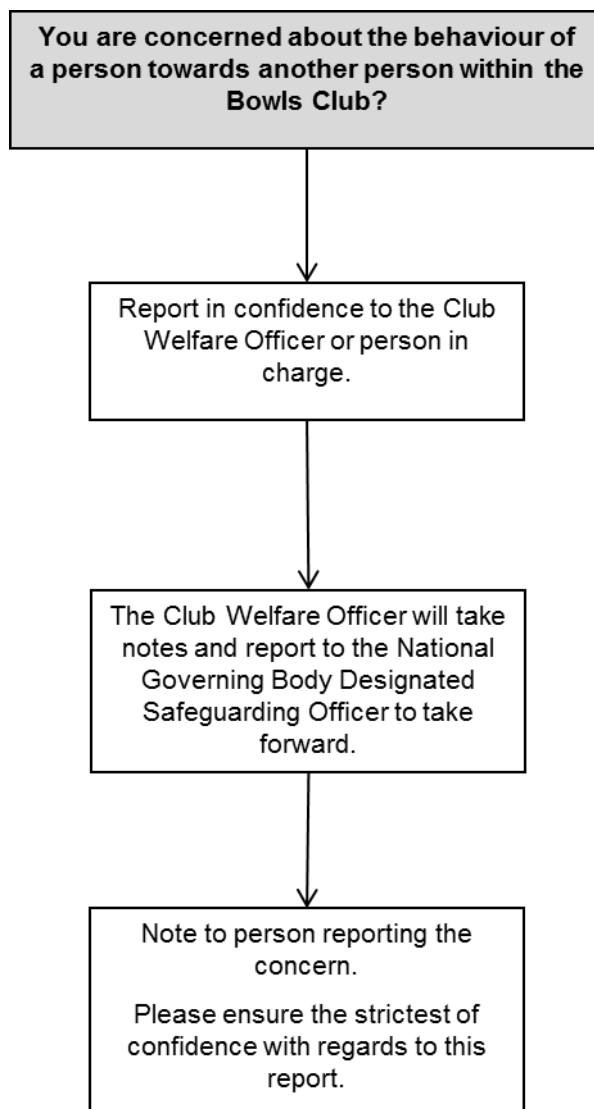 You are concerned about the behaviour of
a person towards another person within the
Bowls Club?
Report in confidence to the Club
Welfare Officer or person in
charge.
The Club Welfare Officer will take
notes and report to the National
Governing Body Designated
Safeguarding Officer to take
forward.
Note to person reporting the
concern.
Please ensure the strictest of
confidence with regards to this
report.